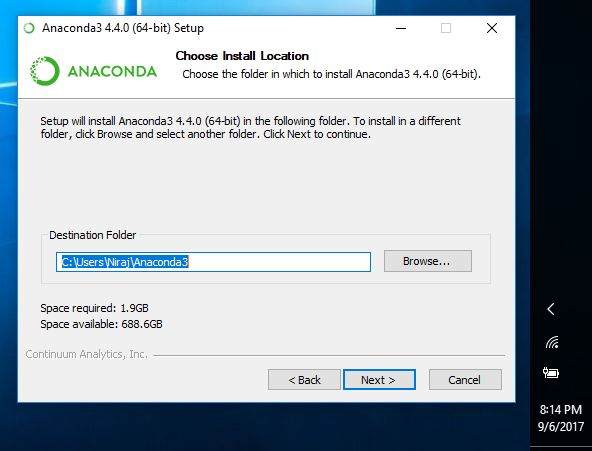 Anaconda3 4.4.0 (64-bit) Setup
ANACONDA
Choose Install Location
Choose the folder in which to install Anaconda3 4.4.0 (64-bit).
Setup will install Anaconda3 4.4.0 (64-bit) in the following folder. To install in a different
folder, click Browse and select another folder. Click Next to continue.
Destination Folder
C:\Users\Niraj\Anaconda3
Browse...
Space required: 1.9GB
Space available: 688.6GB
Continuum Analytics, Inc.
< Back
Next >
Cancel
8:14 PM
9/6/2017